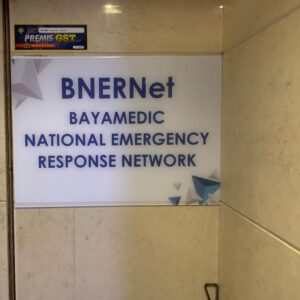 PREMIS GST
BNERNet
BAYAMEDIC
NATIONAL EMERGENCY
RESPONSE NETWORK